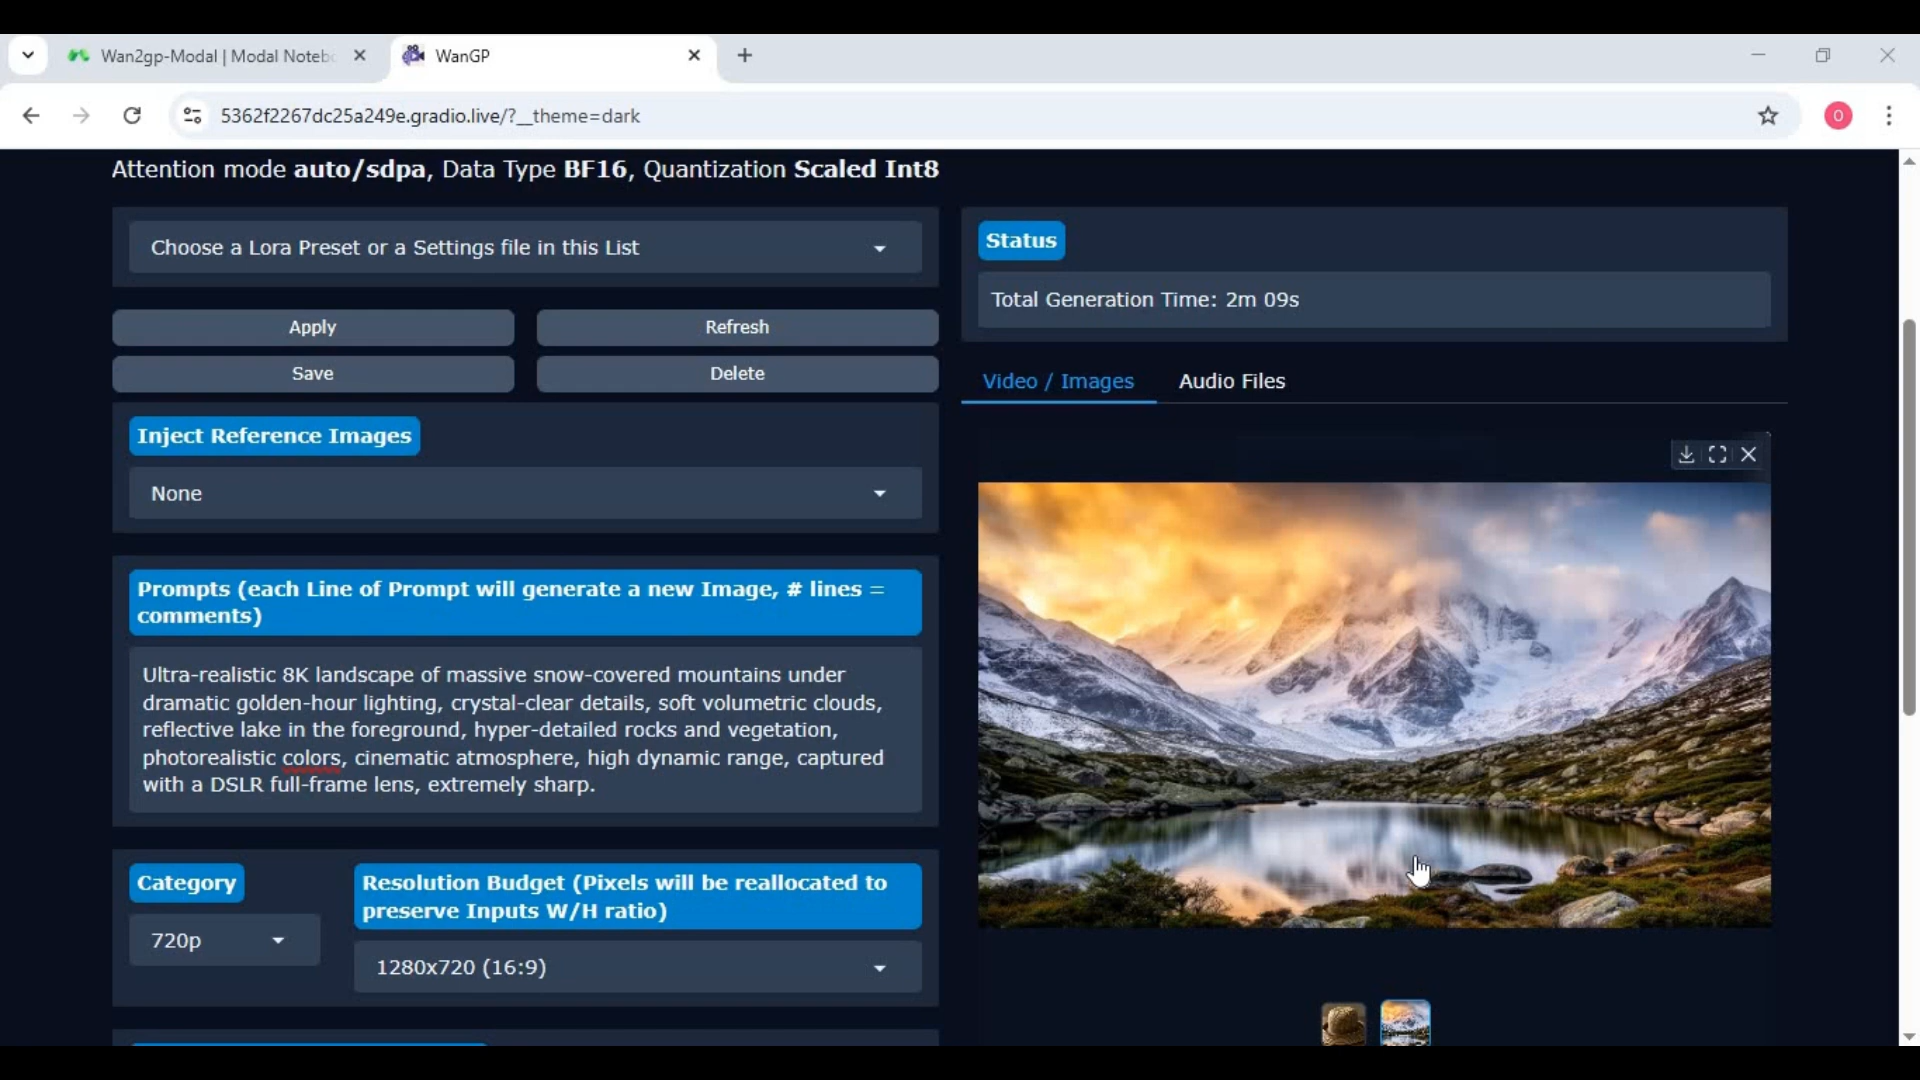 Wan2gp-Modal | Modal Notebo
WanGP
5362f2267dc25a249e.gradio.live/?__theme=dark
O
Attention mode auto/sdpa, Data Type BF16, Quantization Scaled Int8
Choose a Lora Preset or a Settings file in this List
Apply
Refresh
Save
Delete
Inject Reference Images
None
Prompts (each Line of Prompt will generate a new Image, # lines =
comments)
Ultra-realistic 8K landscape of massive snow-covered mountains under
dramatic golden-hour lighting, crystal-clear details, soft volumetric clouds,
reflective lake in the foreground, hyper-detailed rocks and vegetation,
photorealistic colors, cinematic atmosphere, high dynamic range, captured
with a DSLR full-frame lens, extremely sharp.
Category
720p
Resolution Budget (Pixels will be reallocated to
preserve Inputs W/H ratio)
1280x720 (16:9)
Status
Total Generation Time: 2m 09s
Video / Images
Audio Files